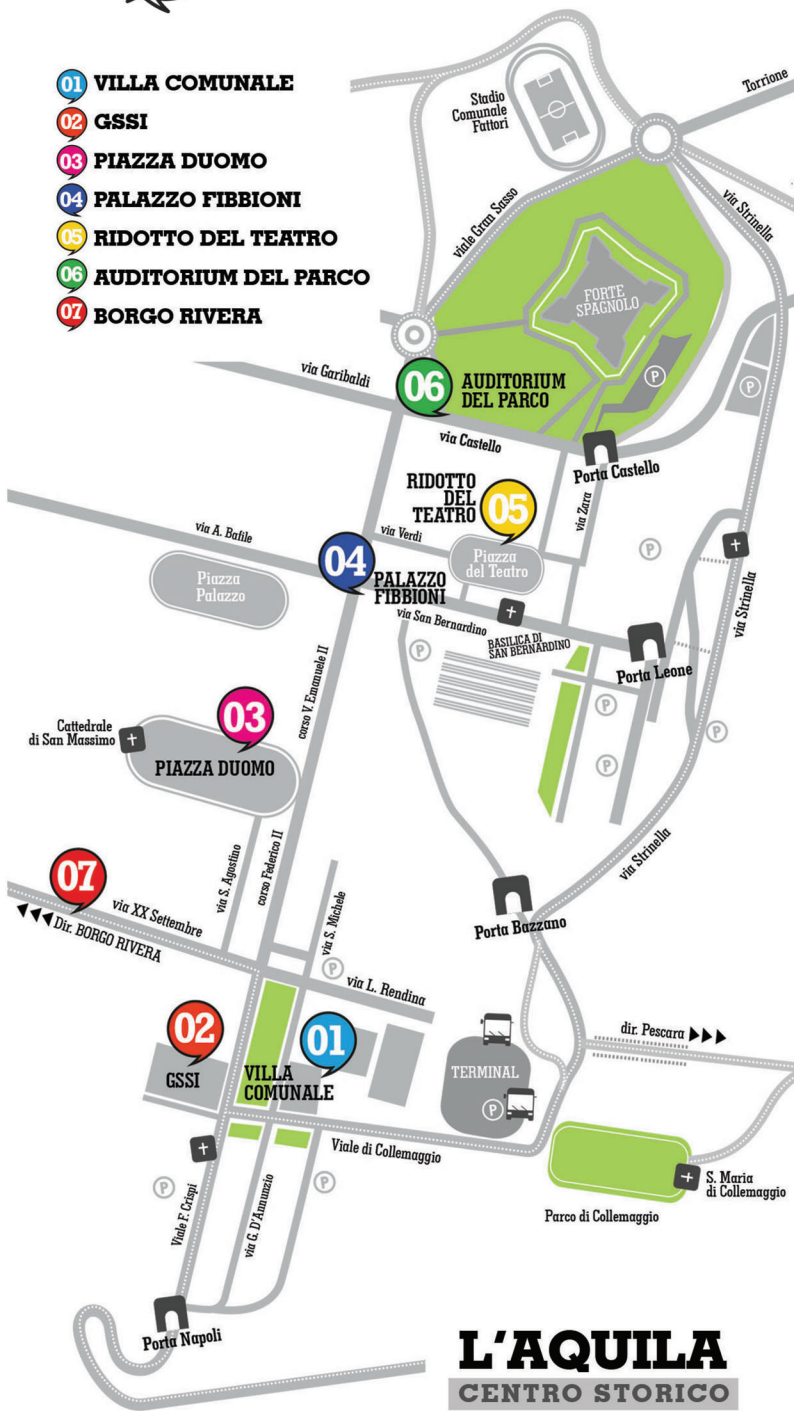 01 VILLA COMUNALE
02 GSSI
03 PIAZZA DUOMO
04 PALAZZO FIBBIONI
05 RIDOTTO DEL TEATRO
06 AUDITORIUM DEL PARCO
07 BORGO RIVERA
Stadio
Comunale
Fattori
Torrione
via Strinella
viale Gran Sasso
FORTE
SPAGNOLO
P
P
via Garibaldi
06
AUDITORIUM
DEL PARCO
via Castello
Porta Castello
RIDOTTO
DEL
TEATRO
05
via Zara
via A. Bafile
via Verdi
Piazza
del Teatro
P
04
PALAZZO
FIBBIONI
Piazza
Palazzo
via San Bernardino
BASILICA DI
SAN BERNARDINO
via Strinella
Porta Leone
P
corso V. Emanuele II
03
Cattedrale
di San Massimo
PIAZZA DUOMO
P
P
P
via Strinella
07
via S. Agostino
corso Federico II
via S. Michele
via XX Settembre
Dir. BORGO RIVERA
Porta Bazzano
P
via L. Rendina
02
GSSI
VILLA
COMUNALE
01
TERMINAL
P
dir. Pescara
Viale di Collemaggio
S. Maria
di Collemaggio
Parco di Collemaggio
P
P
Viale F. Crispi
via G. D'Annunzio
Porta Napoli
L'AQUILA
CENTRO STORICO